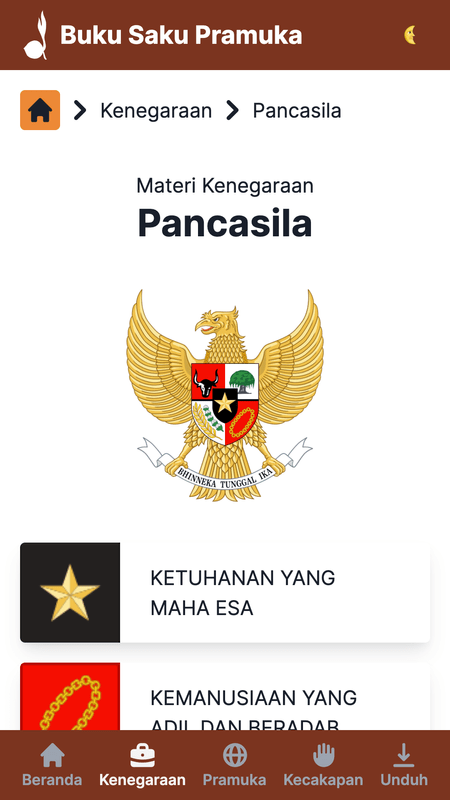 Buku Saku Pramuka
Kenegaraan
Pancasila
Materi Kenegaraan
Pancasila
BHINNEKA TUNGGAL IKA
KETUHANAN YANG
MAHA ESA
KEMANUSIAAN YANG
ADIL DAN BERADAB
Beranda
Kenegaraan
Pramuka
Kecakapan
Unduh